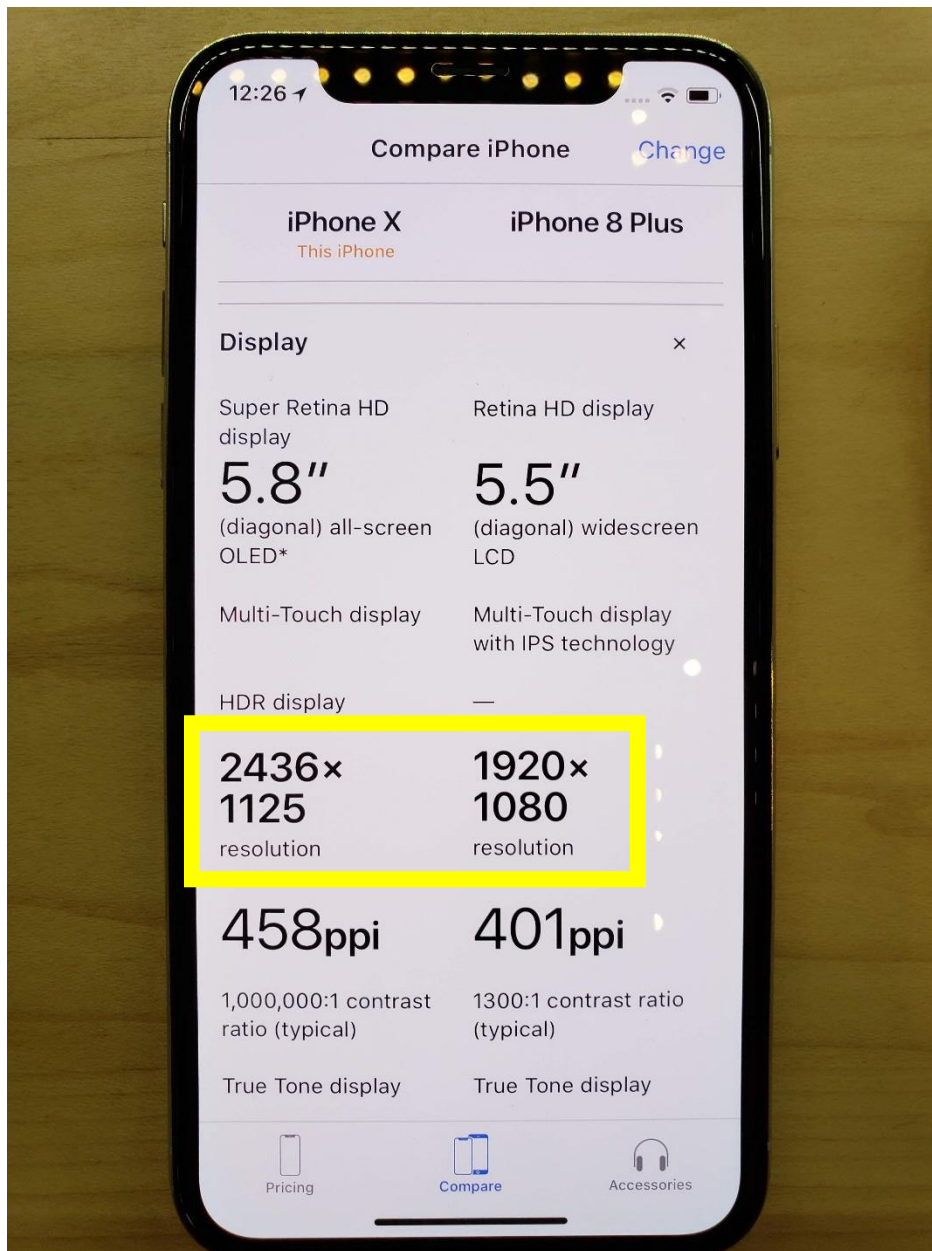 12:26
Compare iPhone
Change
iPhone X
This iPhone
iPhone 8 Plus
Display
×
Super Retina HD
display
5.8″
(diagonal) all-screen
OLED*
Retina HD display
5.5″
(diagonal) widescreen
LCD
Multi-Touch display
Multi-Touch display
with IPS technology
HDR display
—
2436×
1125
resolution
1920×
1080
resolution
458ppi
401ppi
1,000,000:1 contrast
ratio (typical)
1300:1 contrast ratio
(typical)
True Tone display
True Tone display
Pricing
Compare
Accessories